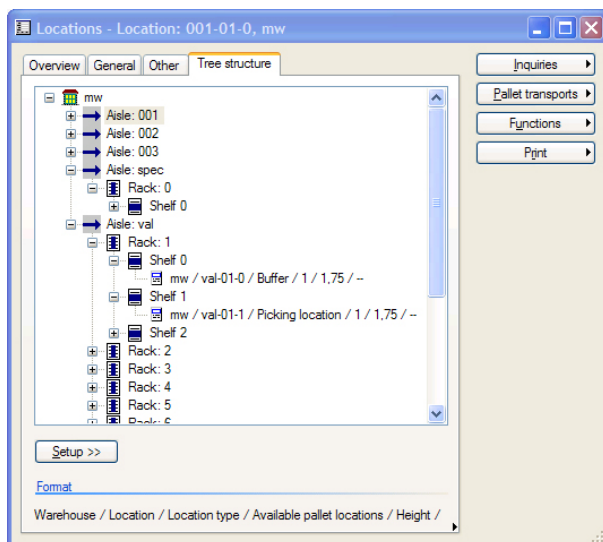 Locations - Location: 001-01-0, mw
Overview General Other Tree structure
mw
Aisle: 001
Aisle: 002
Aisle: 003
Aisle: spec
Rack: 0
Shelf 0
Aisle: val
Rack: 1
Shelf 0
mw / val-01-0 / Buffer / 1 / 1,75 / --
Shelf 1
mw / val-01-1 / Picking location / 1 / 1,75 / --
Shelf 2
Rack: 2
Rack: 3
Rack: 4
Rack: 5
Rack: 6
Setup >>
Format
Warehouse / Location / Location type / Available pallet locations / Height /
Inquiries
Pallet transports
Functions
Print